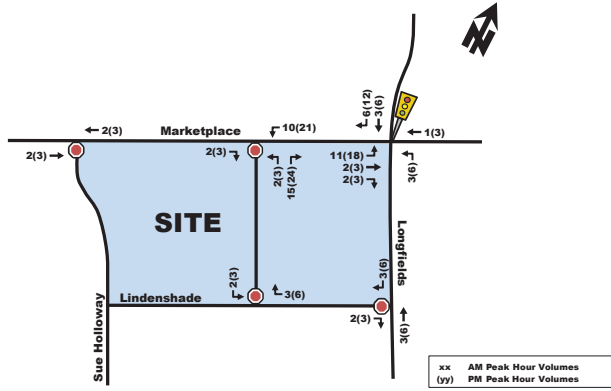 N
6(12)
3(6)
2(3)
Marketplace
10(21)
1(3)
2(3)
2(3)
11(18)
2(3)
2(3)
2(3)
15(24)
3(6)
SITE
Longfields
3(6)
2(3)
3(6)
Lindenshade
2(3)
3(6)
Sue Holloway
xx AM Peak Hour Volumes
(yy) PM Peak Hour Volumes